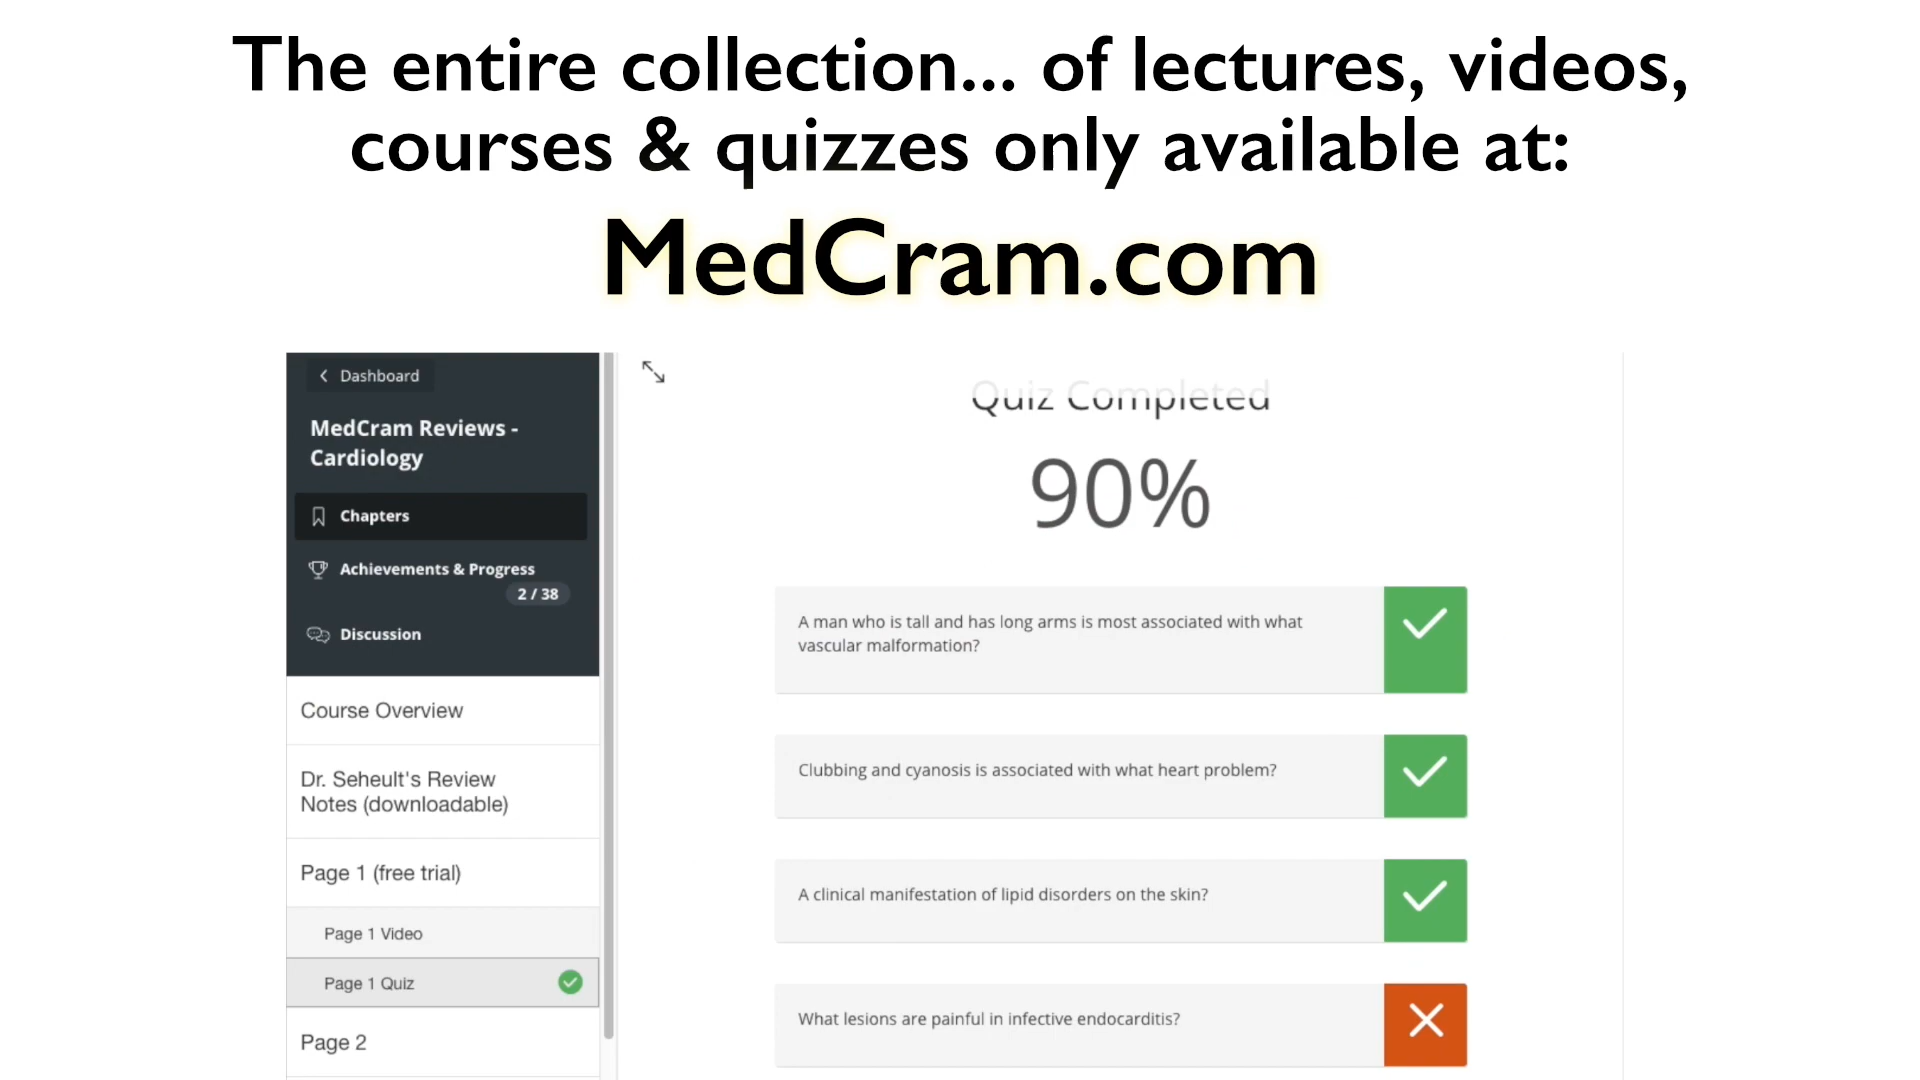 The entire collection... of lectures, videos,
courses & quizzes only available at:
MedCram.com
Dashboard
MedCram Reviews -
Cardiology
Chapters
Achievements & Progress
2 / 38
Discussion
Course Overview
Dr. Seheult's Review
Notes (downloadable)
Page 1 (free trial)
Page 1 Video
Page 1 Quiz
Page 2
Quiz Completed
90%
A man who is tall and has long arms is most associated with what
vascular malformation?
Clubbing and cyanosis is associated with what heart problem?
A clinical manifestation of lipid disorders on the skin?
What lesions are painful in infective endocarditis?